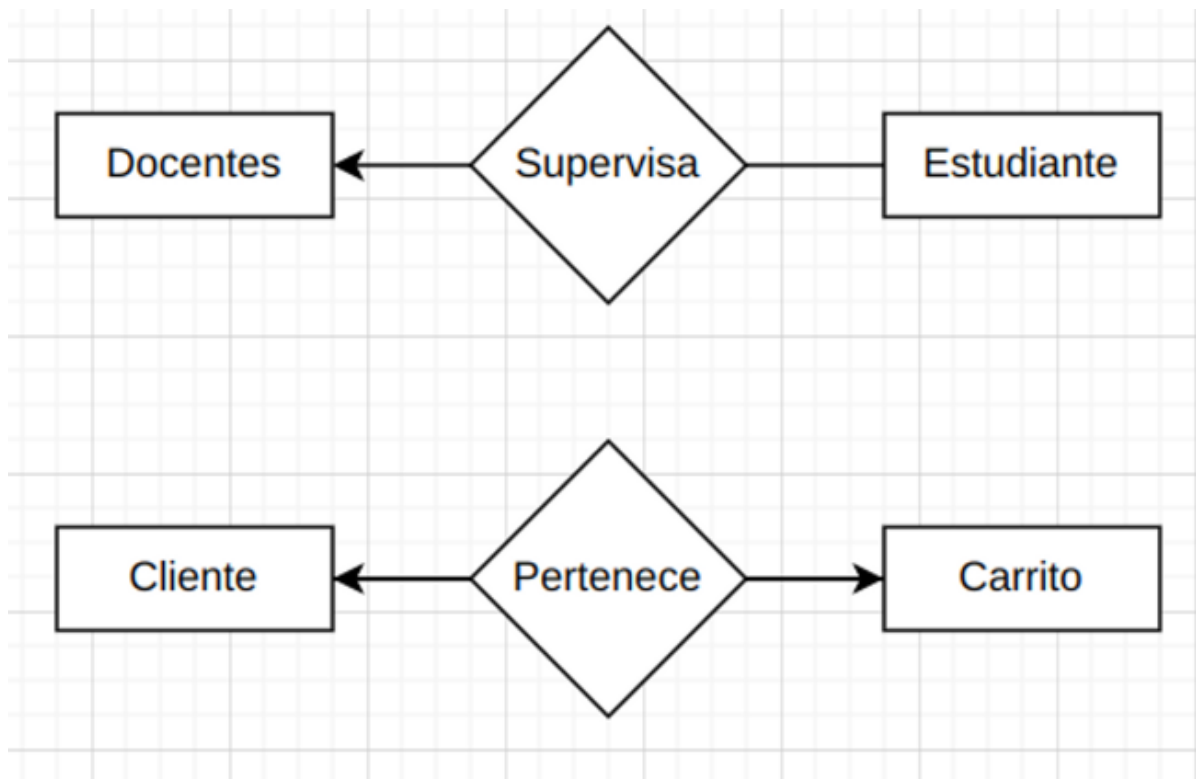 Docentes
Supervisa
Estudiante
Cliente
Pertenece
Carrito